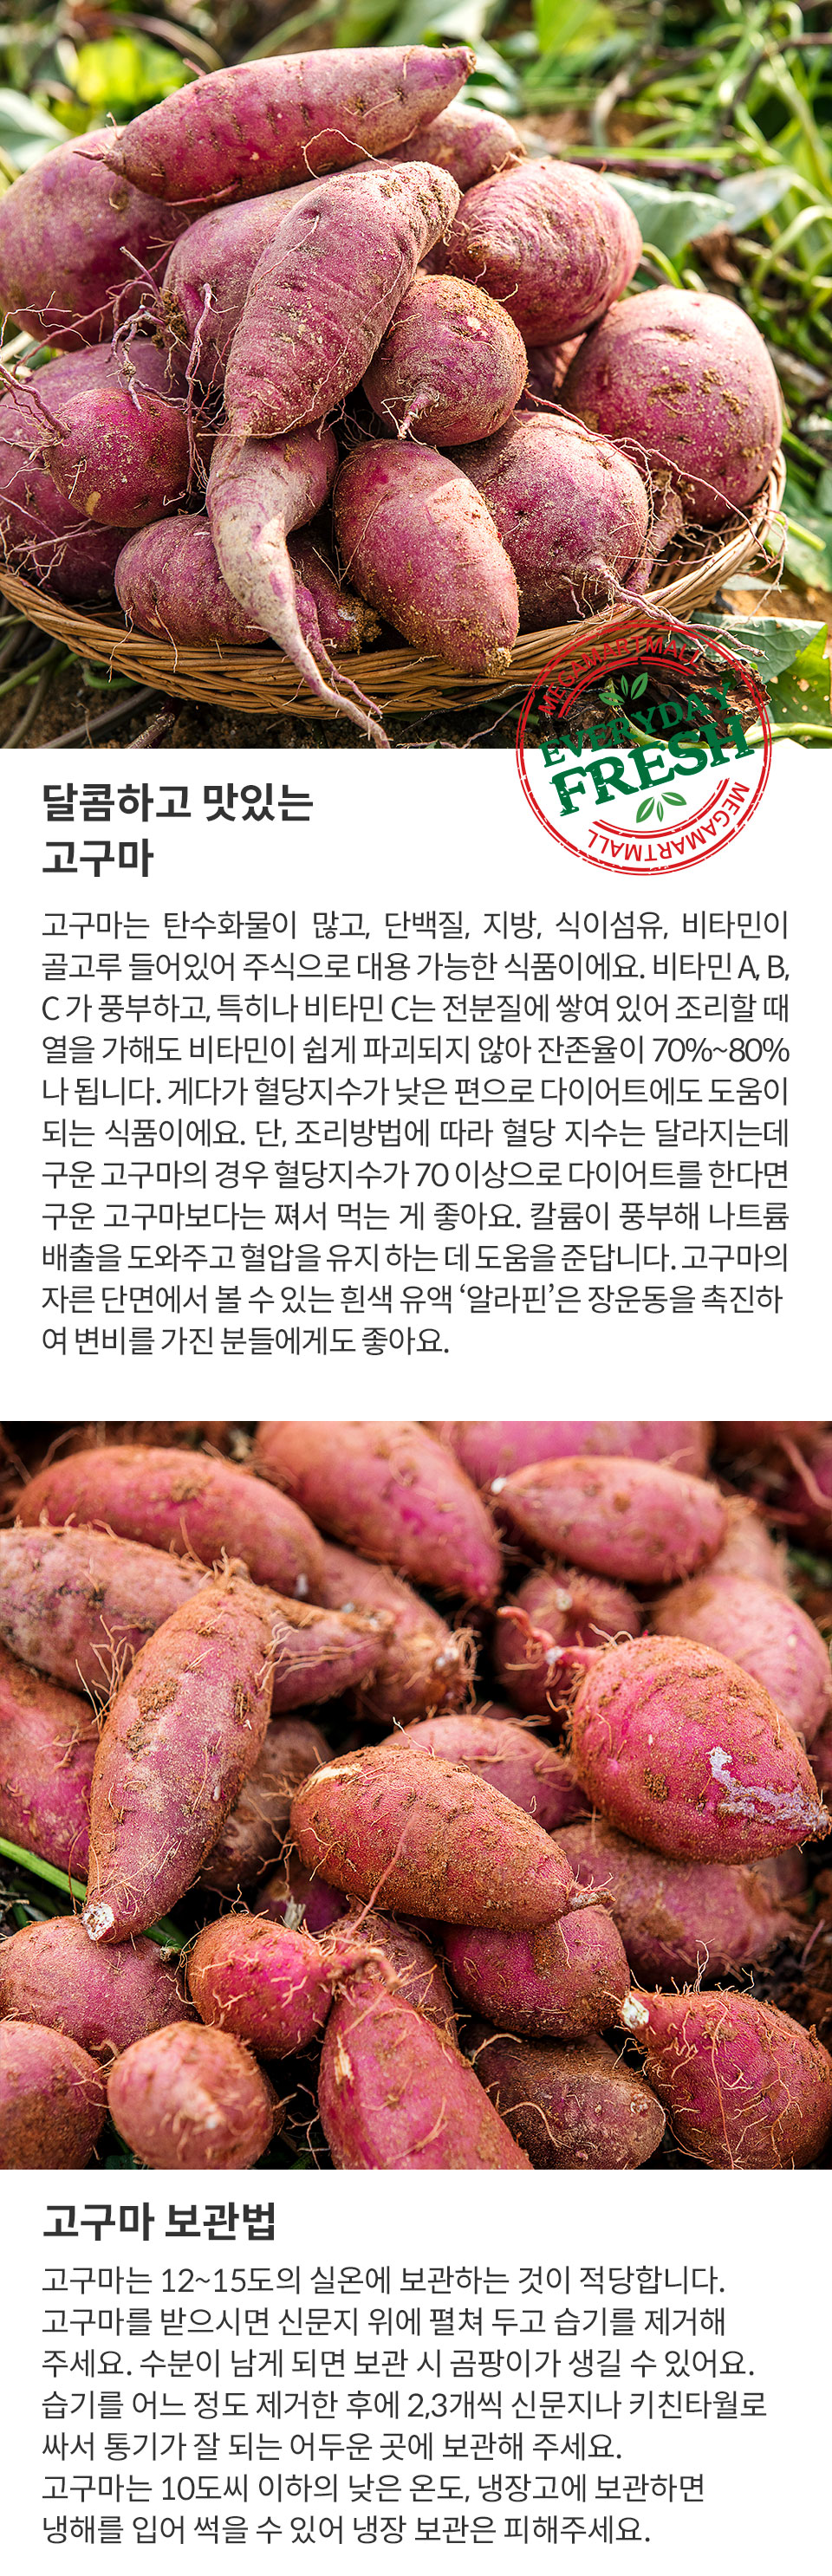 MEGAMARTMALL
EVERYDAY
FRESH
MEGAMARTMALL
달콤하고 맛있는
고구마
고구마는 탄수화물이 많고, 단백질, 지방, 식이섬유, 비타민이
골고루 들어있어 주식으로 대용 가능한 식품이에요. 비타민 A, B,
C 가 풍부하고, 특히나 비타민 C는 전분질에 쌓여 있어 조리할 때
열을 가해도 비타민이 쉽게 파괴되지 않아 잔존율이 70%~80%
나 됩니다. 게다가 혈당지수가 낮은 편으로 다이어트에도 도움이
되는 식품이에요. 단, 조리방법에 따라 혈당 지수는 달라지는데
구운 고구마의 경우 혈당지수가 70 이상으로 다이어트를 한다면
구운 고구마보다는 쪄서 먹는 게 좋아요. 칼륨이 풍부해 나트륨
배출을 도와주고 혈압을 유지 하는 데 도움을 준답니다. 고구마의
자른 단면에서 볼 수 있는 흰색 유액 ‘알라핀’은 장운동을 촉진하
여 변비를 가진 분들에게도 좋아요.
고구마 보관법
고구마는 12~15도의 실온에 보관하는 것이 적당합니다.
고구마를 받으시면 신문지 위에 펼쳐 두고 습기를 제거해
주세요. 수분이 남게 되면 보관 시 곰팡이가 생길 수 있어요.
습기를 어느 정도 제거한 후에 2,3개씩 신문지나 키친타월로
싸서 통기가 잘 되는 어두운 곳에 보관해 주세요.
고구마는 10도씨 이하의 낮은 온도, 냉장고에 보관하면
냉해를 입어 썩을 수 있어 냉장 보관은 피해주세요.